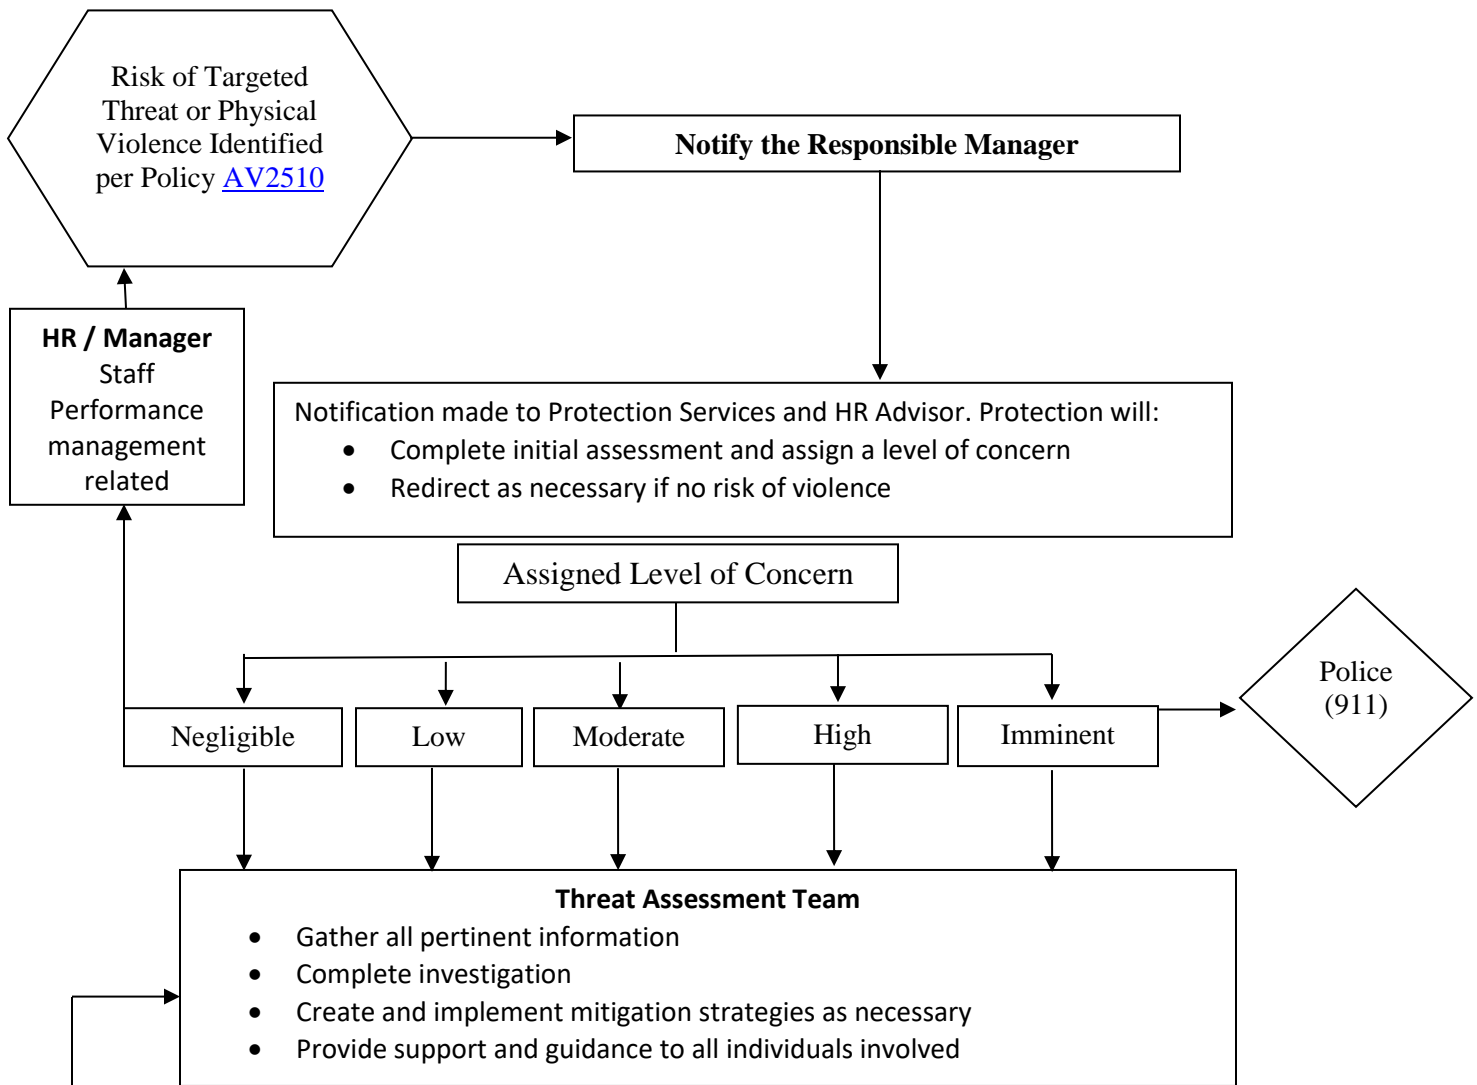 Risk of Targeted
Threat or Physical
Violence Identified
per Policy AV2510
Notify the Responsible Manager
HR / Manager
Staff
Performance
management
related
Notification made to Protection Services and HR Advisor. Protection will:
• Complete initial assessment and assign a level of concern
• Redirect as necessary if no risk of violence
Assigned Level of Concern
Police
(911)
Negligible
Low
Moderate
High
Imminent
Threat Assessment Team
• Gather all pertinent information
• Complete investigation
• Create and implement mitigation strategies as necessary
• Provide support and guidance to all individuals involved